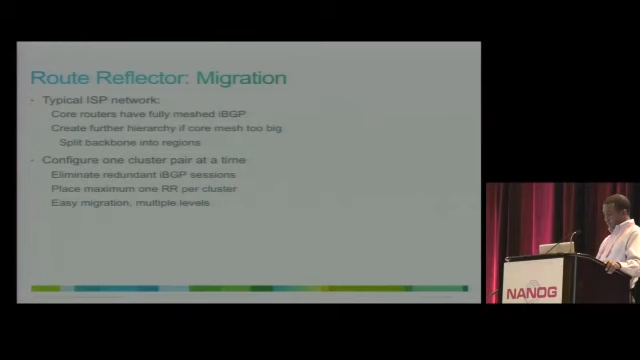 Route Reflector: Migration
- Typical ISP network:
Core routers have fully meshed iBGP
Create further hierarchy if core mesh too big
Split backbone into regions
- Configure one cluster pair at a time
Eliminate redundant iBGP sessions
Place maximum one RR per cluster
Easy migration, multiple levels
NANOG